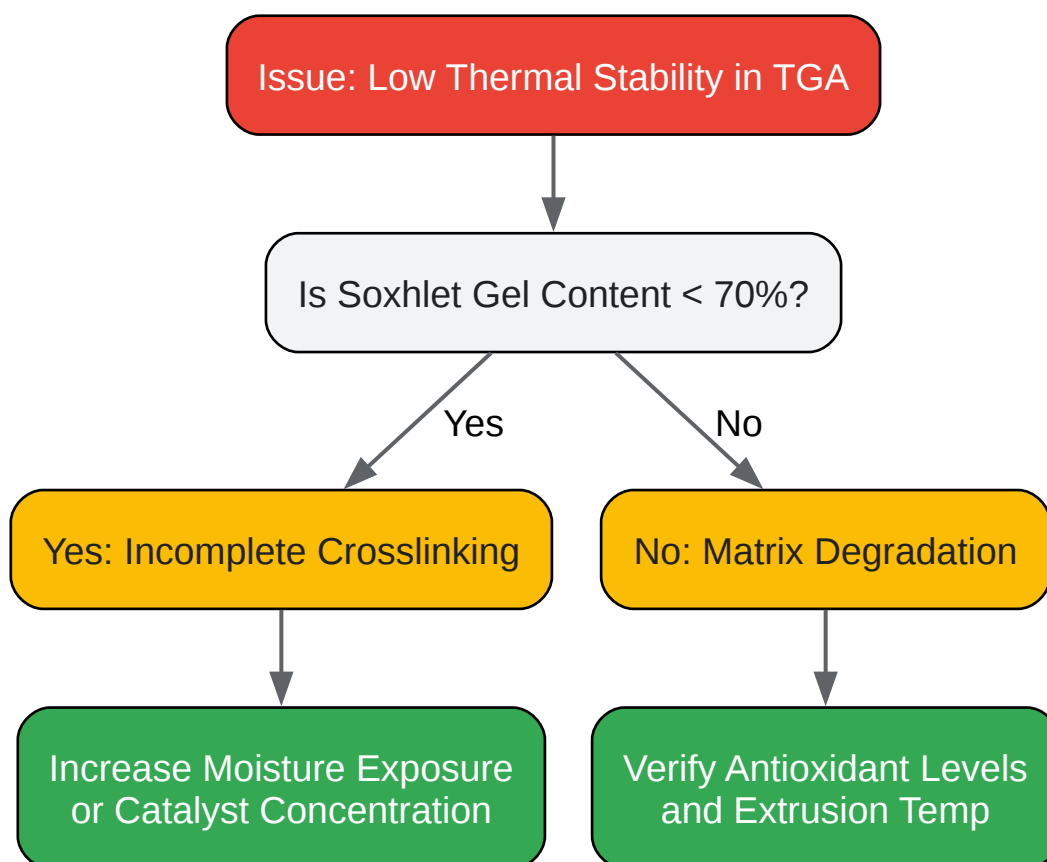 Issue: Low Thermal Stability in TGA
Is Soxhlet Gel Content < 70%?
Yes
No
Yes: Incomplete Crosslinking
No: Matrix Degradation
Increase Moisture Exposure
or Catalyst Concentration
Verify Antioxidant Levels
and Extrusion Temp